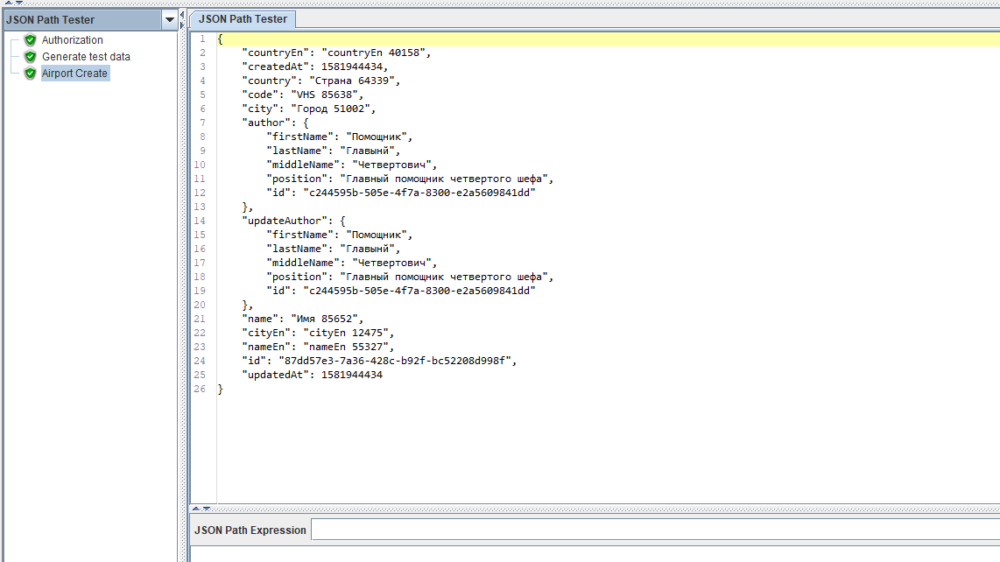 JSON Path Tester
Authorization
Generate test data
Airport Create
JSON Path Tester
1 {
2 "countryEn": "countryEn 40158",
3 "createdAt": 1581944434,
4 "country": "Страна 64339",
5 "code": "VHS 85638",
6 "city": "Город 51002",
7 "author": {
8 "firstName": "Помощник",
9 "lastName": "Главынй",
10 "middleName": "Четвертович",
11 "position": "Главный помощник четвертого шефа",
12 "id": "c244595b-505e-4f7a-8300-e2a5609841dd"
13 },
14 "updateAuthor": {
15 "firstName": "Помощник",
16 "lastName": "Главынй",
17 "middleName": "Четвертович",
18 "position": "Главный помощник четвертого шефа",
19 "id": "c244595b-505e-4f7a-8300-e2a5609841dd"
20 },
21 "name": "Имя 85652",
22 "cityEn": "cityEn 12475",
23 "nameEn": "nameEn 55327",
24 "id": "87dd57e3-7a36-428c-b92f-bc52208d998f",
25 "updatedAt": 1581944434
26 }
JSON Path Expression